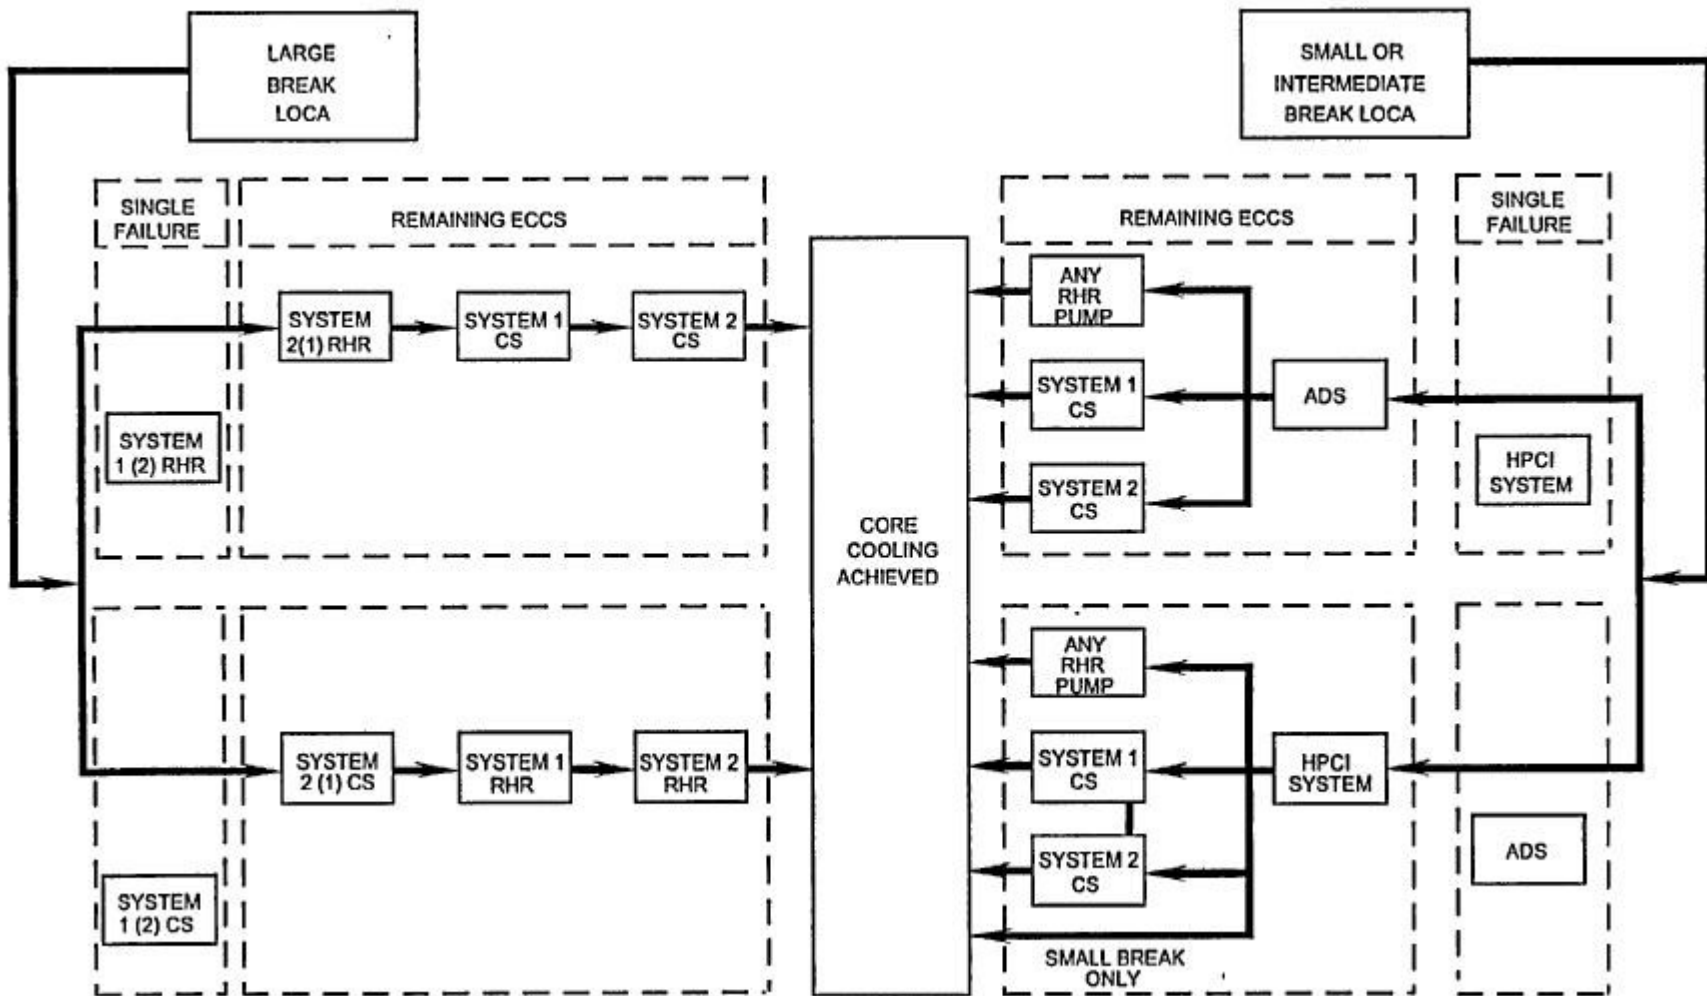 LARGE
BREAK
LOCA
SMALL OR
INTERMEDIATE
BREAK LOCA
SINGLE
FAILURE
REMAINING ECCS
REMAINING ECCS
SINGLE
FAILURE
SYSTEM
2(1) RHR
SYSTEM 1
CS
SYSTEM 2
CS
SYSTEM
1 (2) RHR
ANY
RHR
PUMP
SYSTEM 1
CS
SYSTEM 2
CS
ADS
HPCI
SYSTEM
CORE
COOLING
ACHIEVED
SYSTEM
2 (1) CS
SYSTEM 1
RHR
SYSTEM 2
RHR
SYSTEM
1 (2) CS
ANY
RHR
PUMP
SYSTEM 1
CS
SYSTEM 2
CS
HPCI
SYSTEM
ADS
SMALL BREAK
ONLY